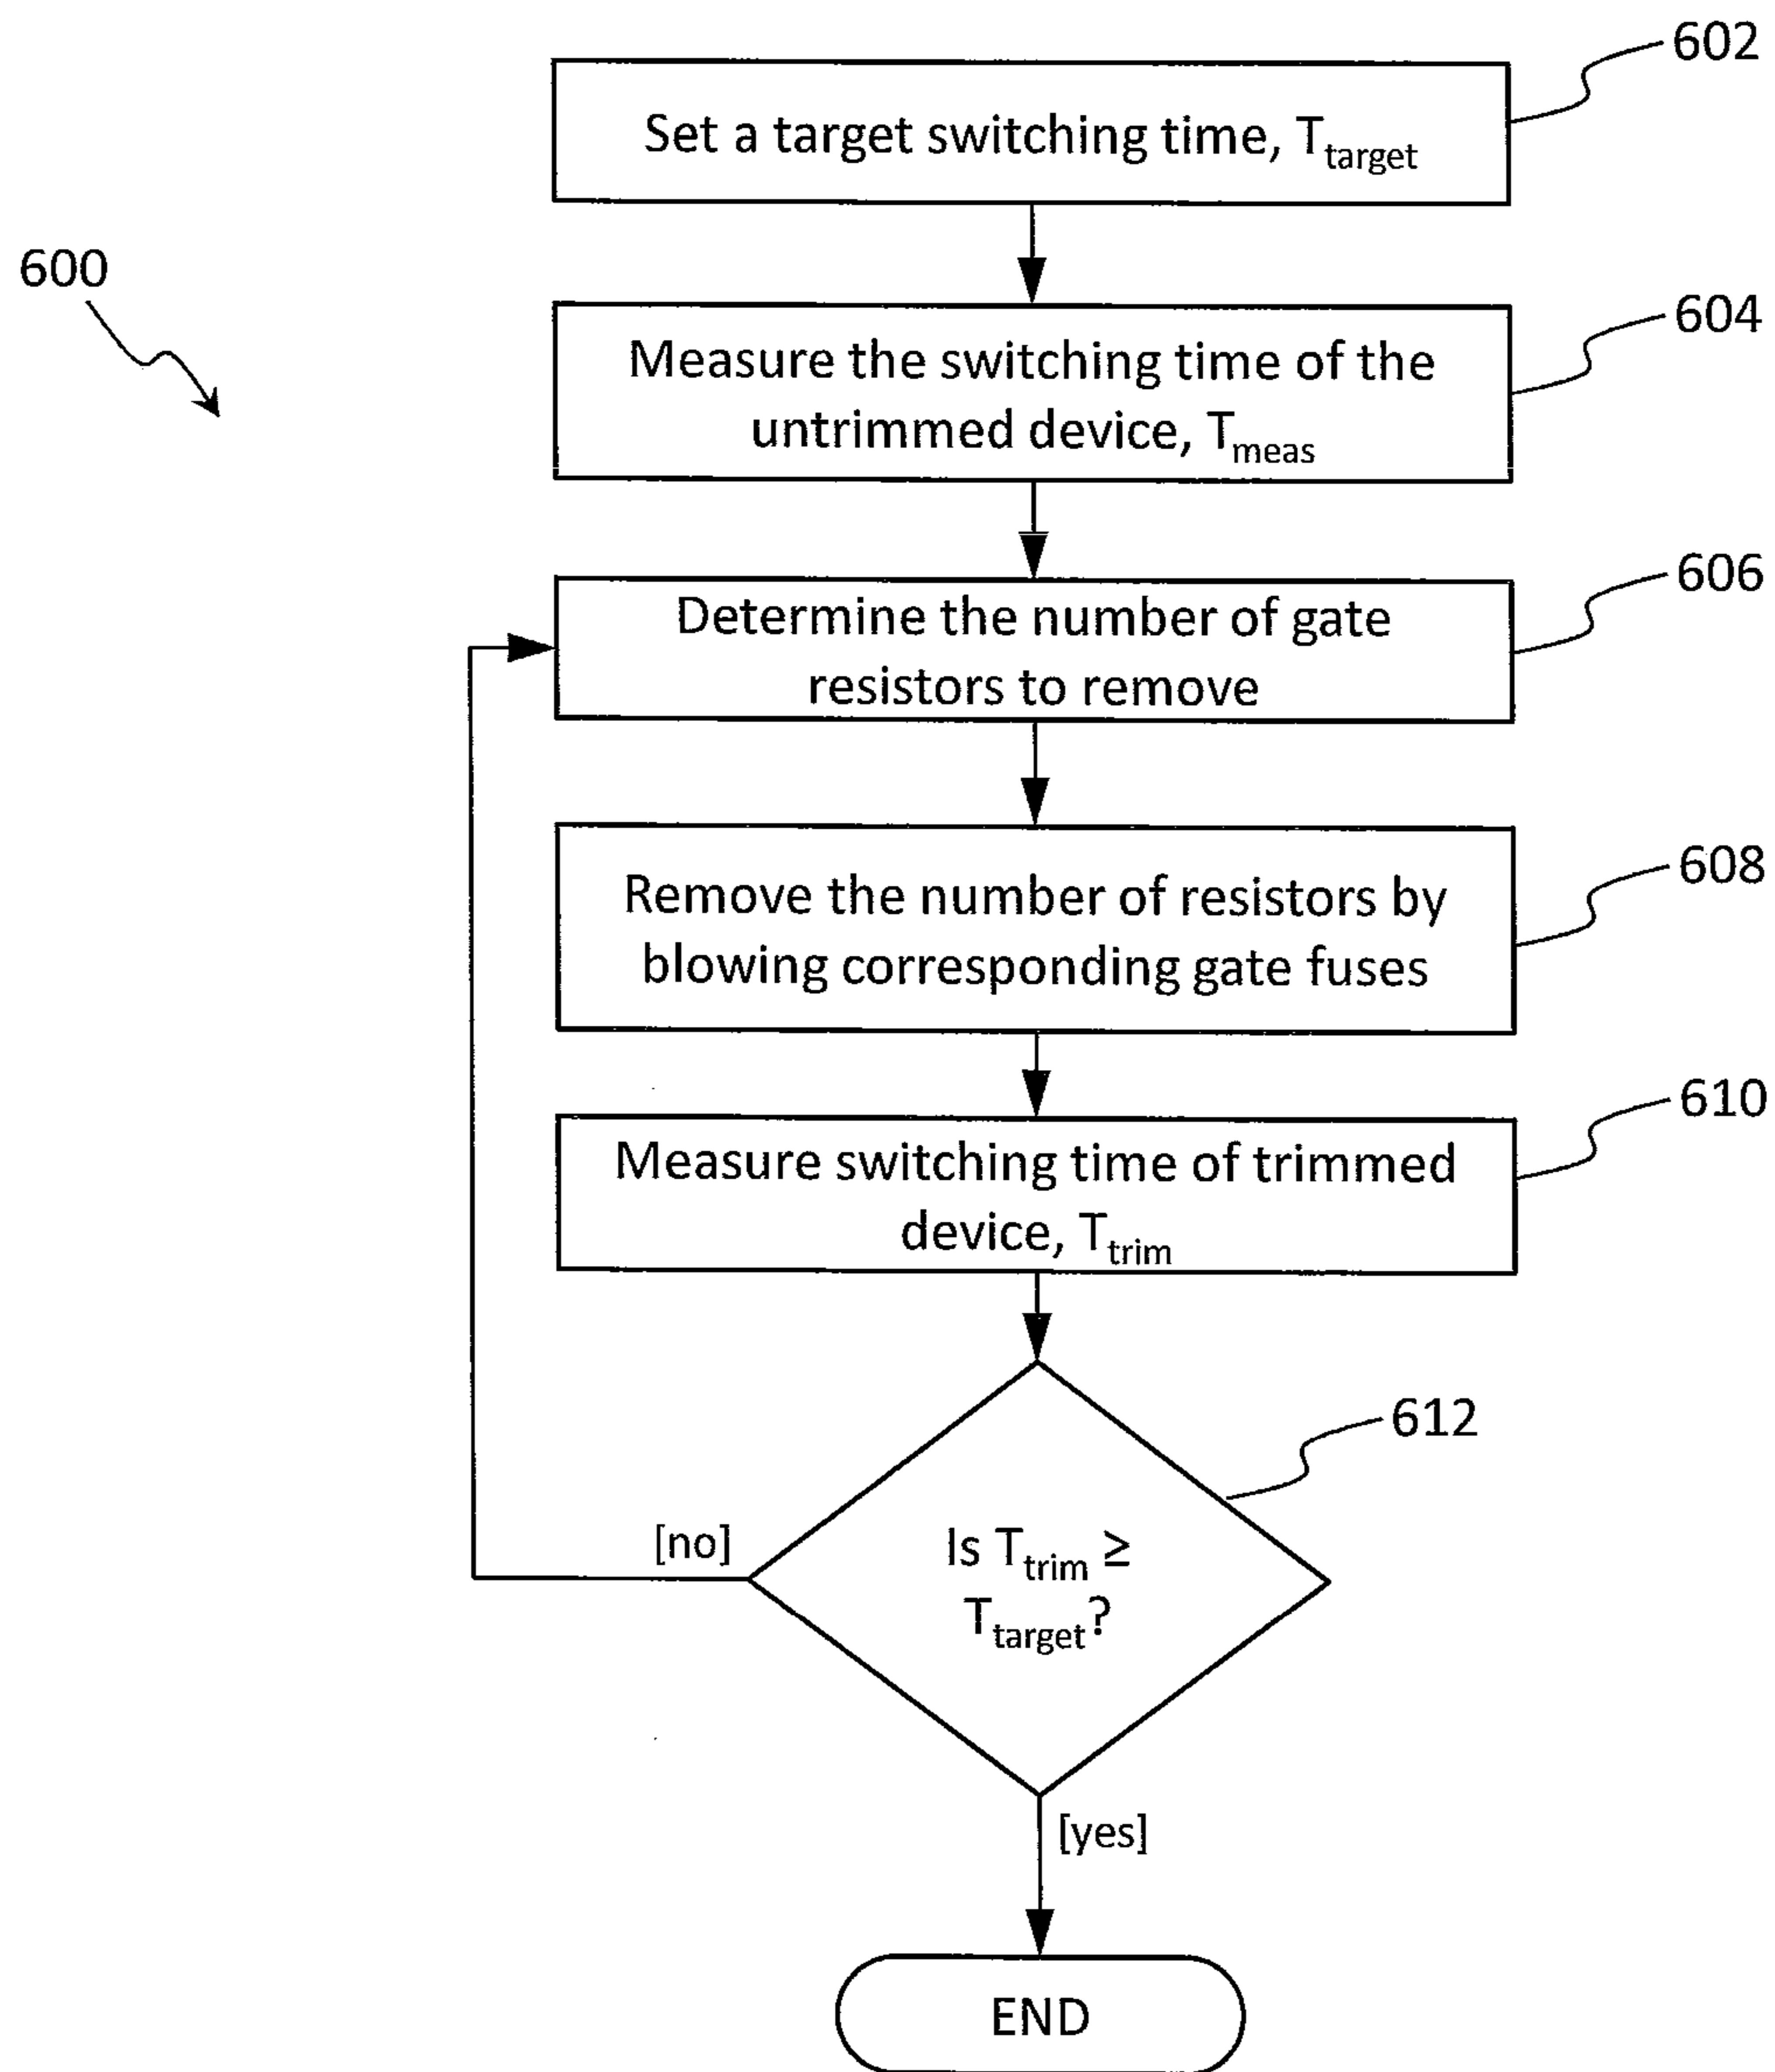 602
Set a target switching time, Ttarget
600
604
Measure the switching time of the
untrimmed device, Tmeas
606
Determine the number of gate
resistors to remove
608
Remove the number of resistors by
blowing corresponding gate fuses
610
Measure switching time of trimmed
device, Ttrim
612
[no]
Is Ttrim ≥
Ttarget?
[yes]
END